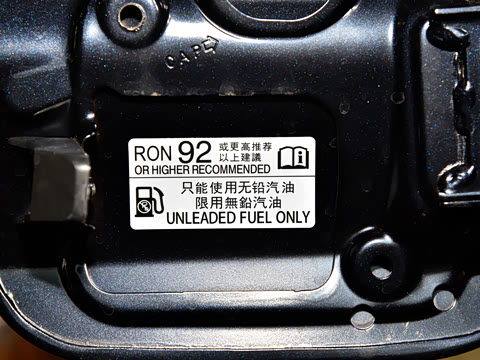 CAP
RON 92 或更高推荐
以上建議
OR HIGHER RECOMMENDED
只能使用无铅汽油
限用無鉛汽油
UNLEADED FUEL ONLY